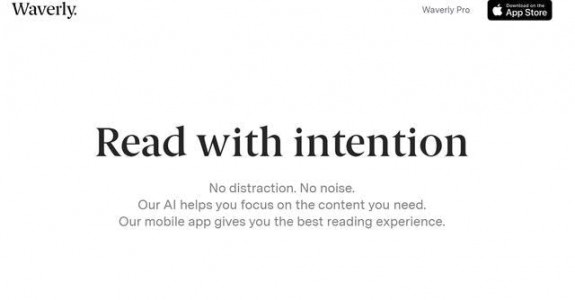 Waverly.
Waverly Pro
Download on the
App Store
Read with intention
No distraction. No noise.
Our AI helps you focus on the content you need.
Our mobile app gives you the best reading experience.